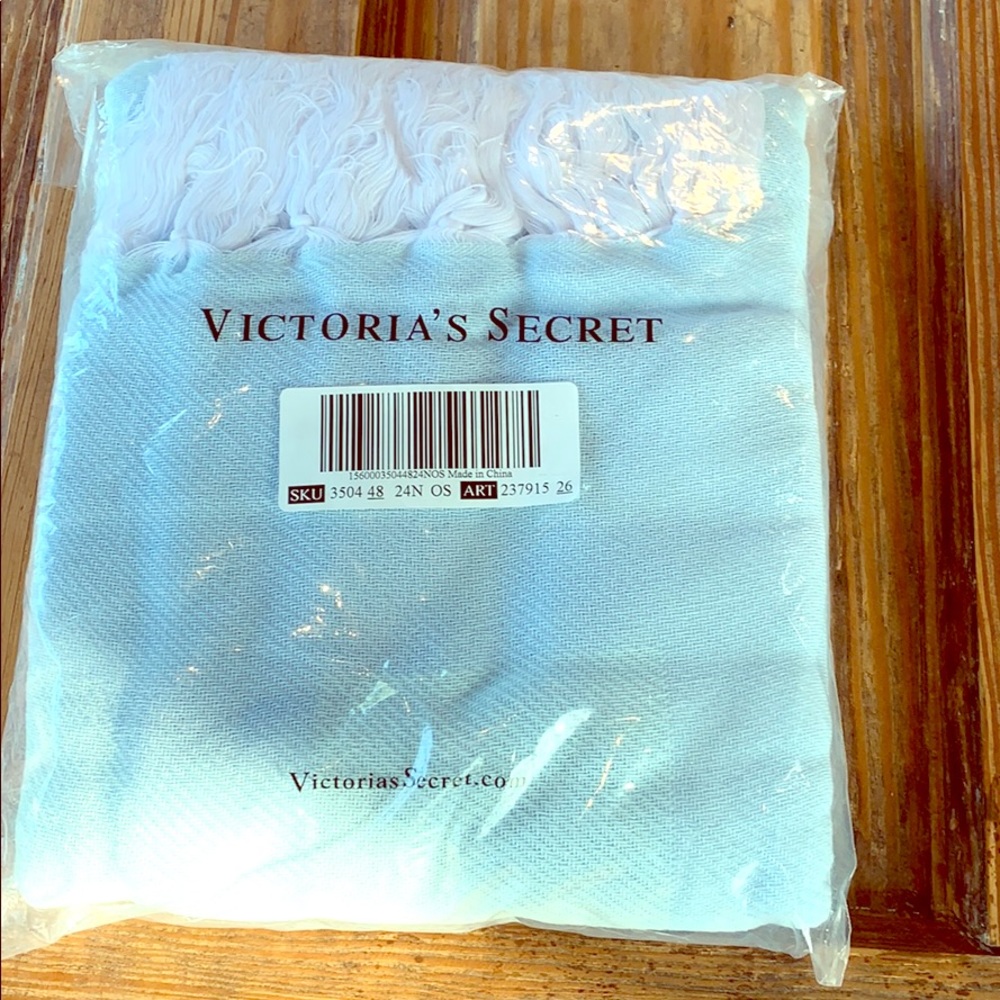 VICTORIA'S SECRET
15600035044824NOS Made in China
SKU 3504 48 24N OS ART 237915 26
VictoriasSecret.com